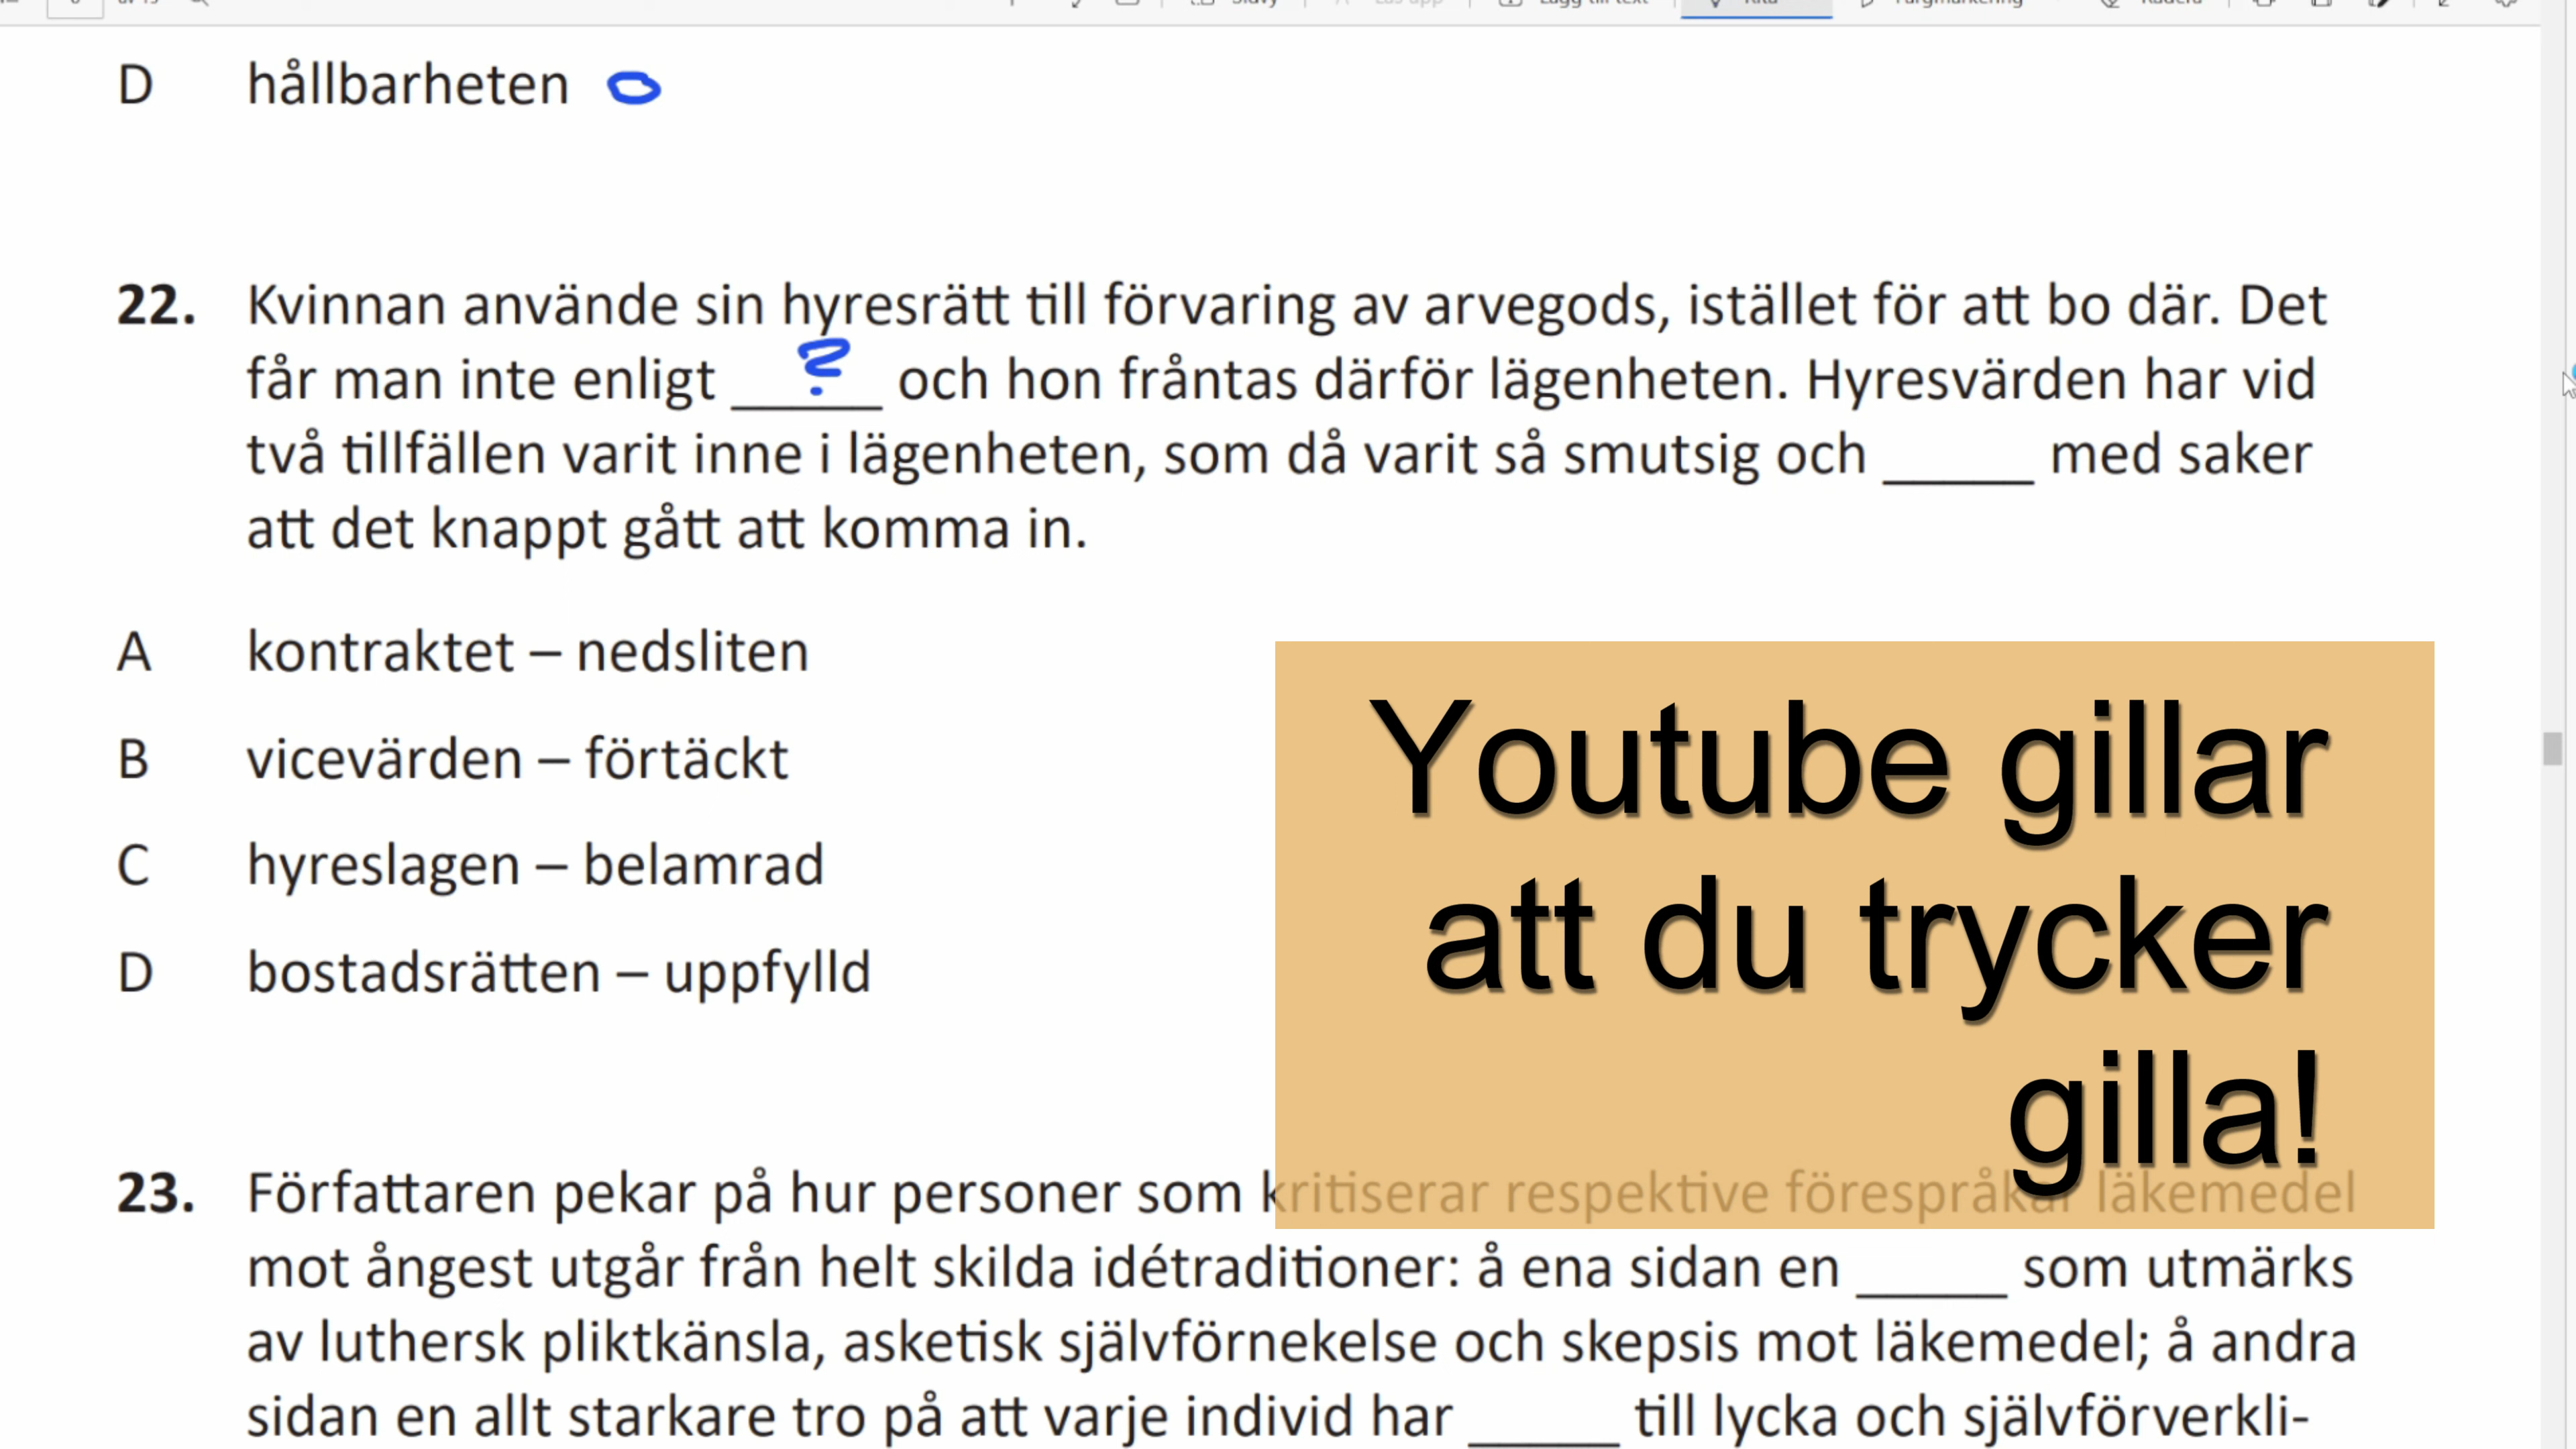 D hållbarheten
22. Kvinnan använde sin hyresrätt till förvaring av arvegods, istället för att bo där. Det
får man inte enligt _____ ? och hon fråntas därför lägenheten. Hyresvärden har vid
två tillfällen varit inne i lägenheten, som då varit så smutsig och _____ med saker
att det knappt gått att komma in.
A kontraktet – nedsliten
B vicevärden – förtäckt
C hyreslagen – belamrad
D bostadsrätten – uppfylld
Youtube gillar
att du trycker
gilla!
23. Författaren pekar på hur personer som kritiserar respektive förespråkar läkemedel
mot ångest utgår från helt skilda idétraditioner: å ena sidan en _____ som utmärks
av luthersk pliktkänsla, asketisk självförnekelse och skepsis mot läkemedel; å andra
sidan en allt starkare tro på att varje individ har _____ till lycka och självförverkli-